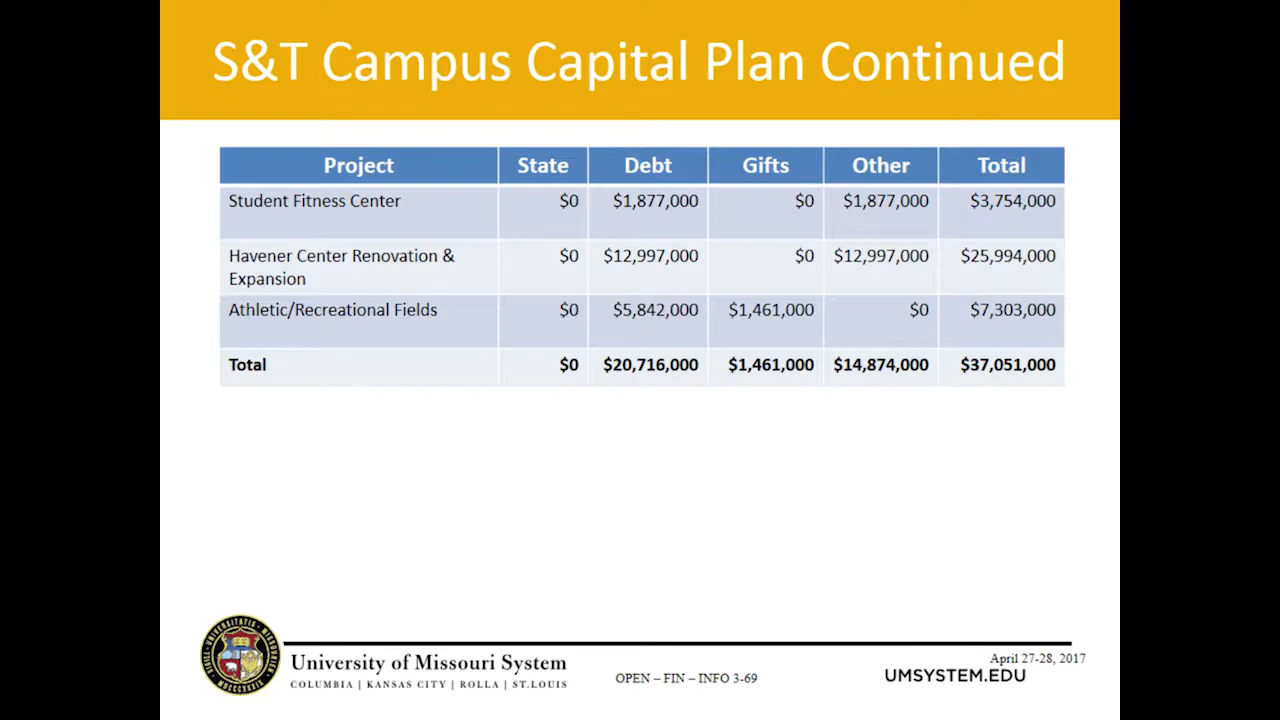 S&T Campus Capital Plan Continued
Project State Debt Gifts Other Total
Student Fitness Center $0 $1,877,000 $0 $1,877,000 $3,754,000
Havener Center Renovation & $0 $12,997,000 $0 $12,997,000 $25,994,000
Expansion
Athletic/Recreational Fields $0 $5,842,000 $1,461,000 $0 $7,303,000
Total $0 $20,716,000 $1,461,000 $14,874,000 $37,051,000
University of Missouri System
COLUMBIA | KANSAS CITY | ROLLA | ST.LOUIS
OPEN – FIN – INFO 3-69
April 27-28, 2017
UMSYSTEM.EDU